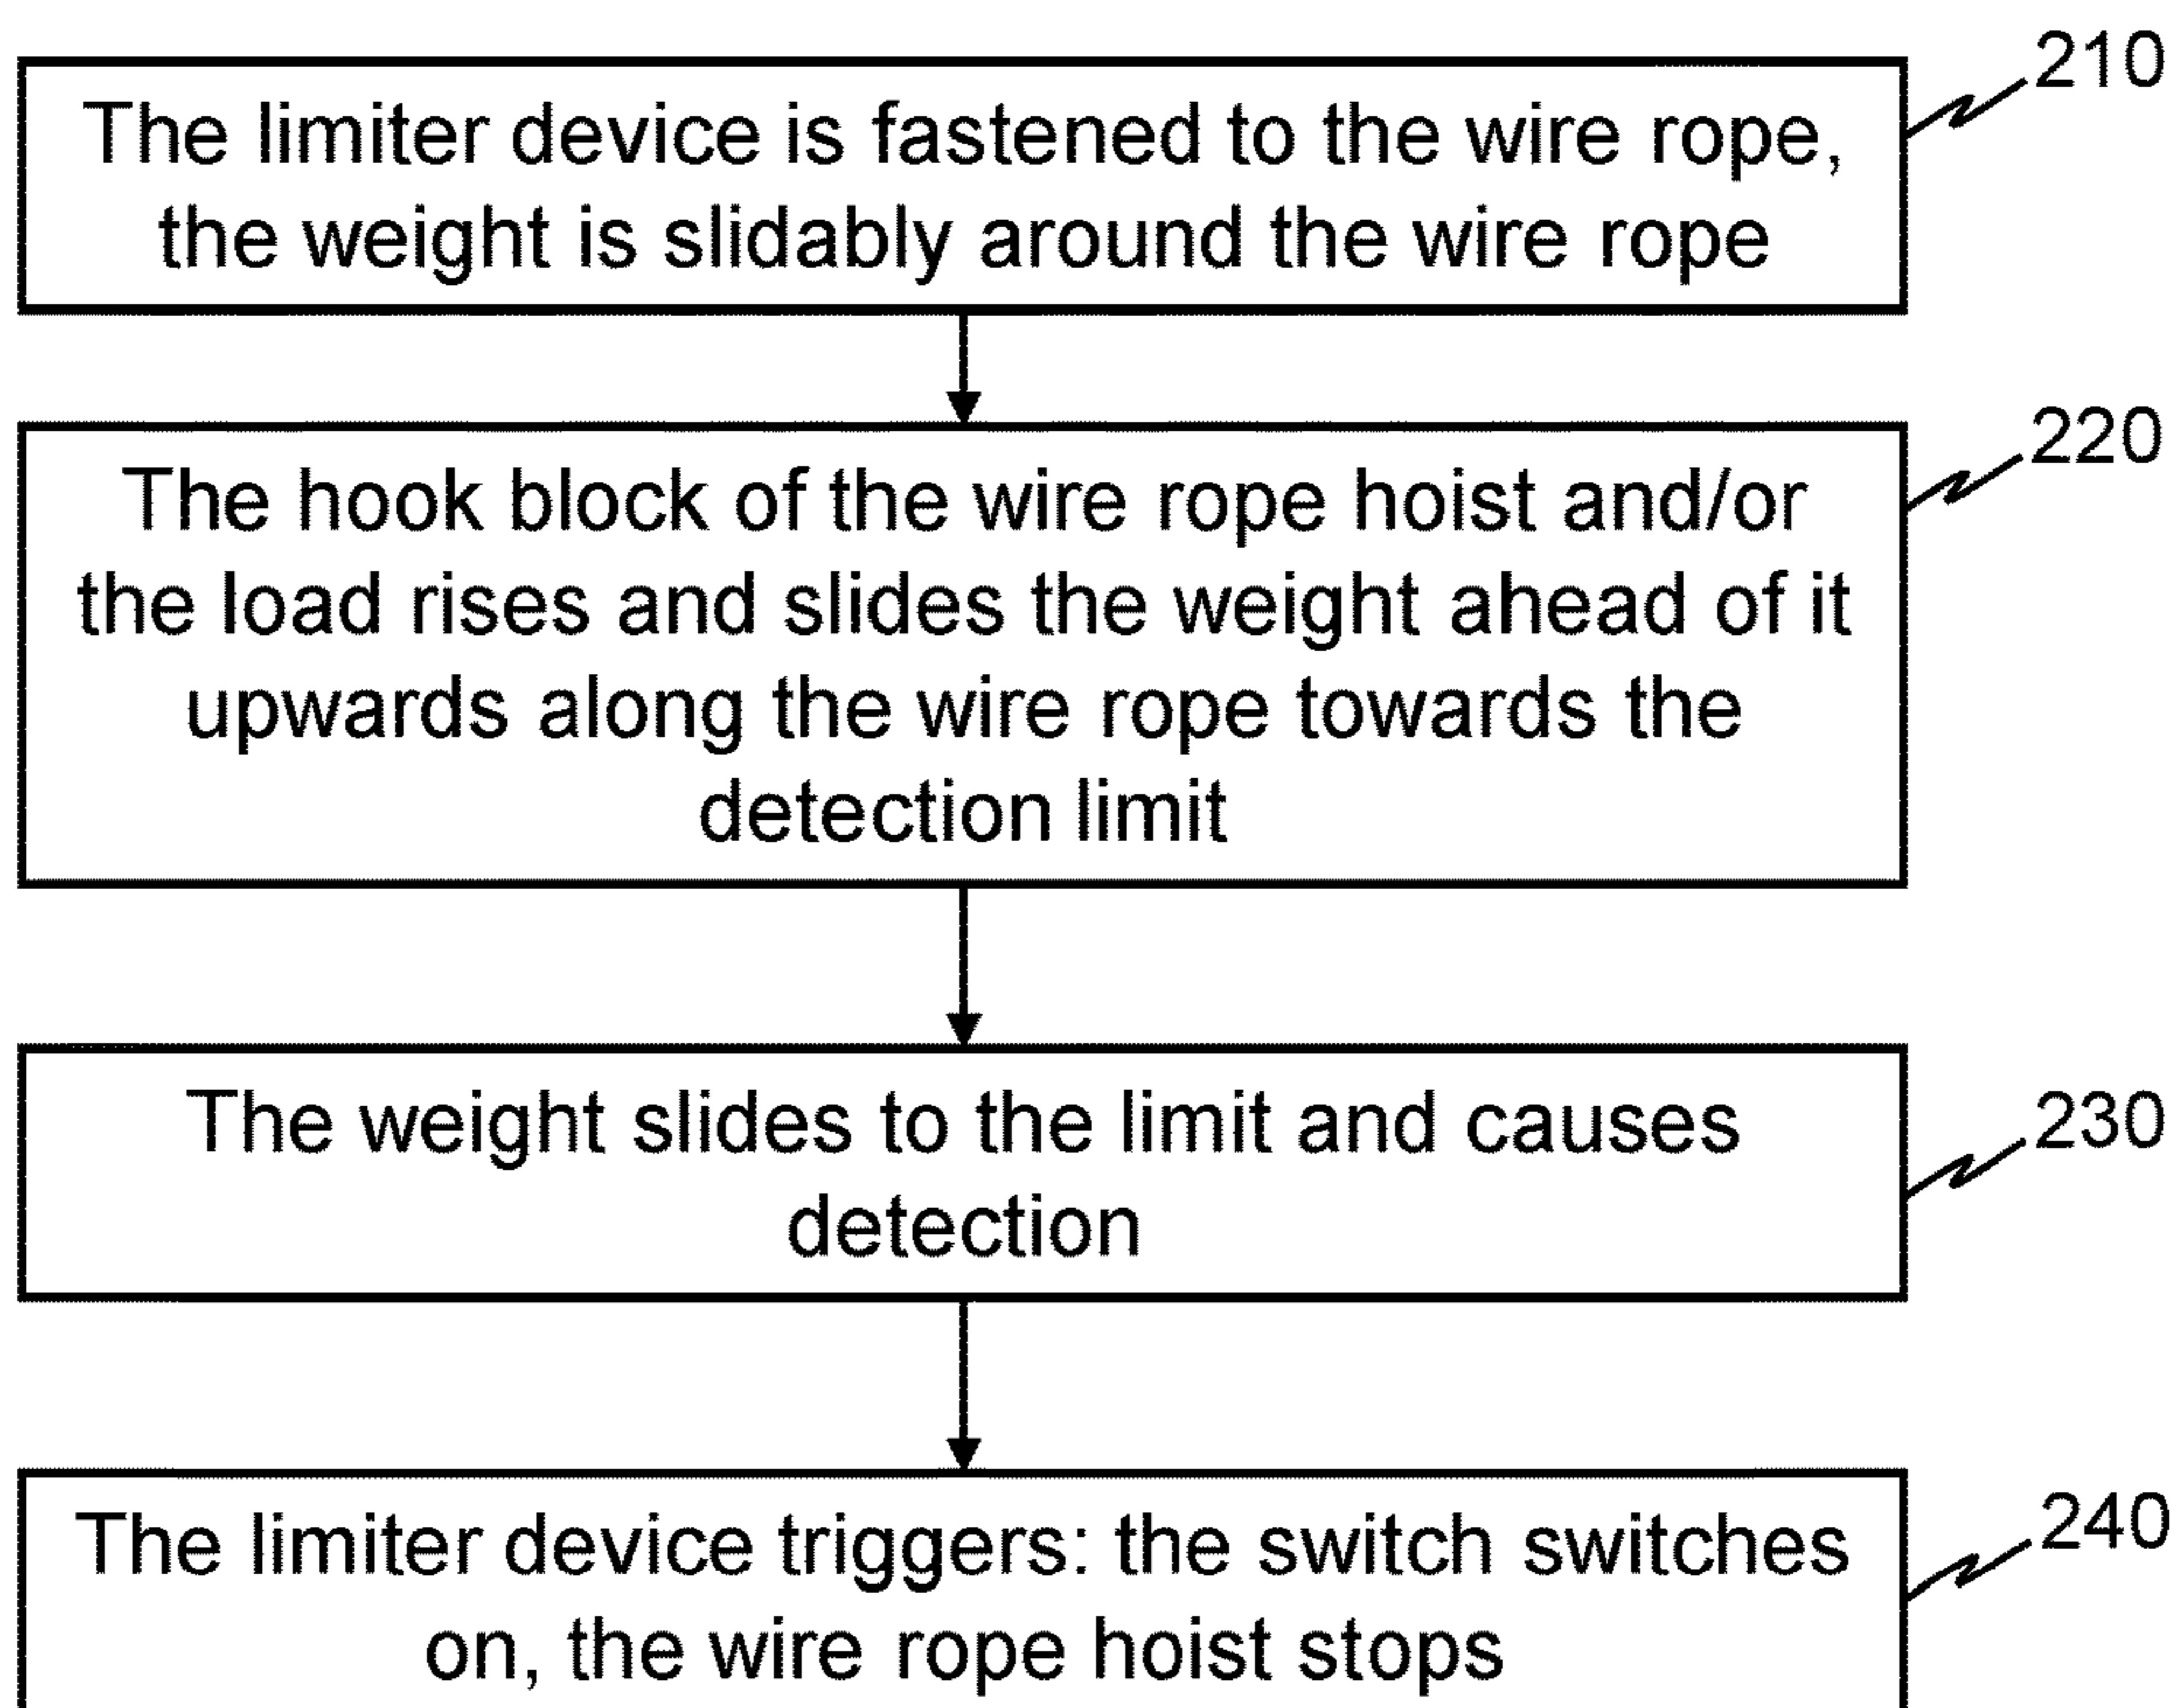 210
The limiter device is fastened to the wire rope,
the weight is slidably around the wire rope
220
The hook block of the wire rope hoist and/or
the load rises and slides the weight ahead of it
upwards along the wire rope towards the
detection limit
230
The weight slides to the limit and causes
detection
240
The limiter device triggers: the switch switches
on, the wire rope hoist stops